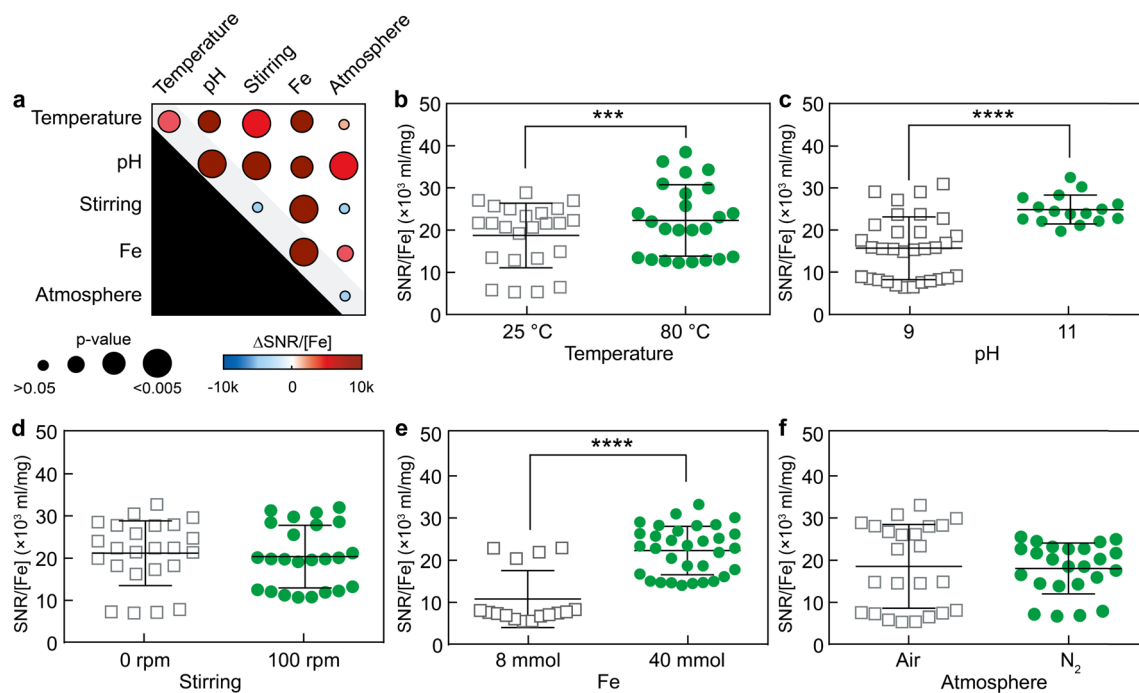 a
Temperature
pH
Stirring
Fe
Atmosphere
Temperature
pH
Stirring
Fe
Atmosphere
p-value
>0.05
<0.005
ΔSNR/[Fe]
-10k
0
10k
b
SNR/[Fe] (×10³ ml/mg)
50
40
30
20
10
0
***
25 °C
80 °C
Temperature
c
SNR/[Fe] (×10³ ml/mg)
50
40
30
20
10
0
****
9
11
pH
d
SNR/[Fe] (×10³ ml/mg)
50
40
30
20
10
0
0 rpm
100 rpm
Stirring
e
SNR/[Fe] (×10³ ml/mg)
50
40
30
20
10
0
****
8 mmol
40 mmol
Fe
f
SNR/[Fe] (×10³ ml/mg)
50
40
30
20
10
0
Air
N₂
Atmosphere